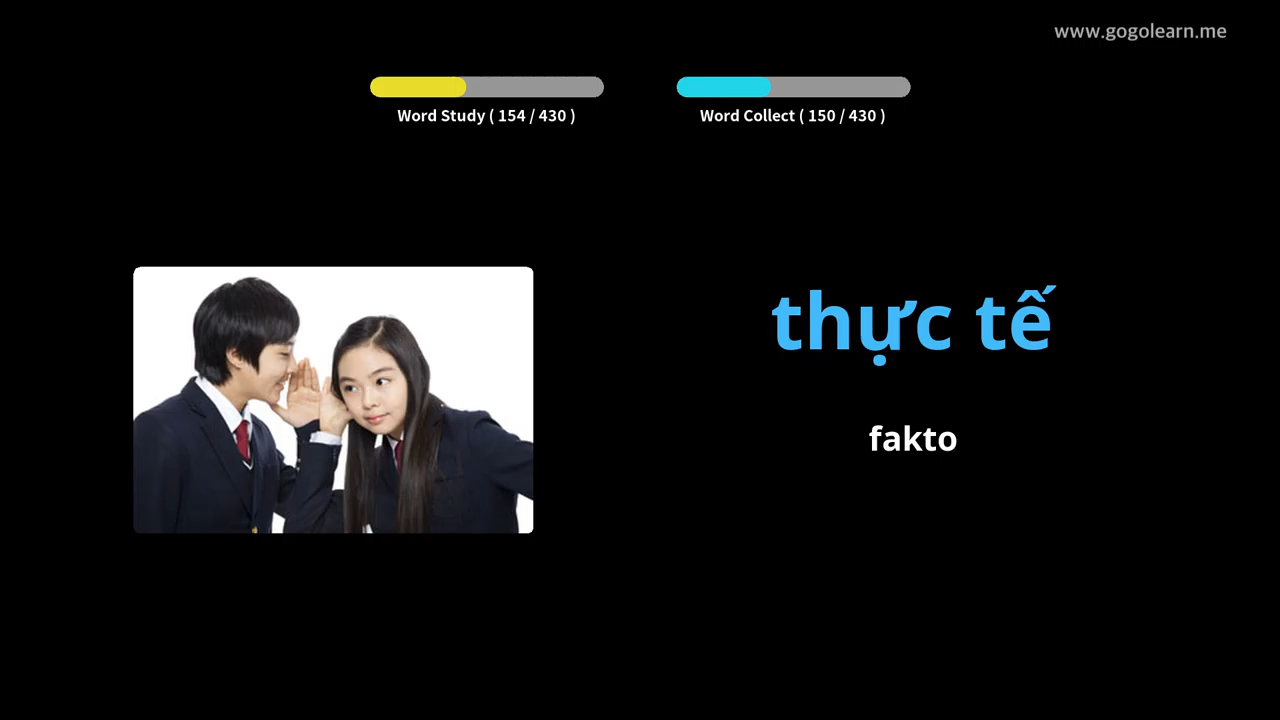 www.gogolearn.me
Word Study ( 154 / 430 )
Word Collect ( 150 / 430 )
thực tế
fakto